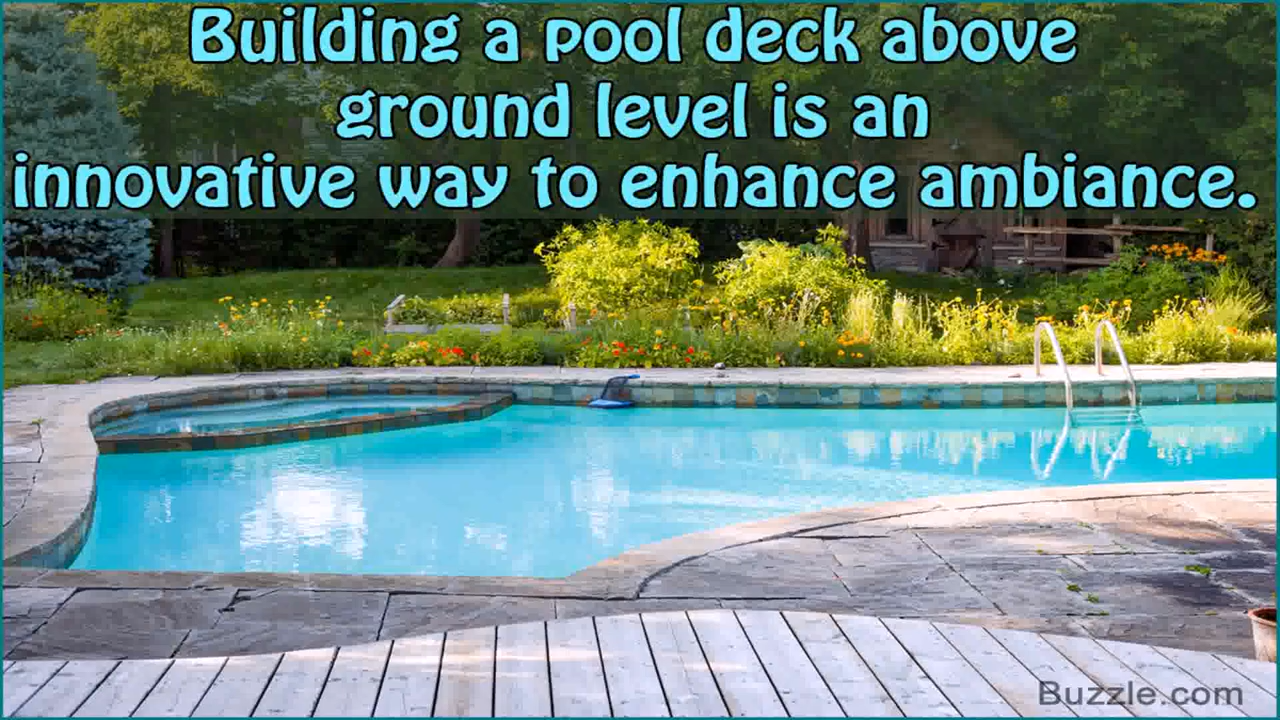 Building a pool deck above
ground level is an
innovative way to enhance ambiance.
Buzzle.com